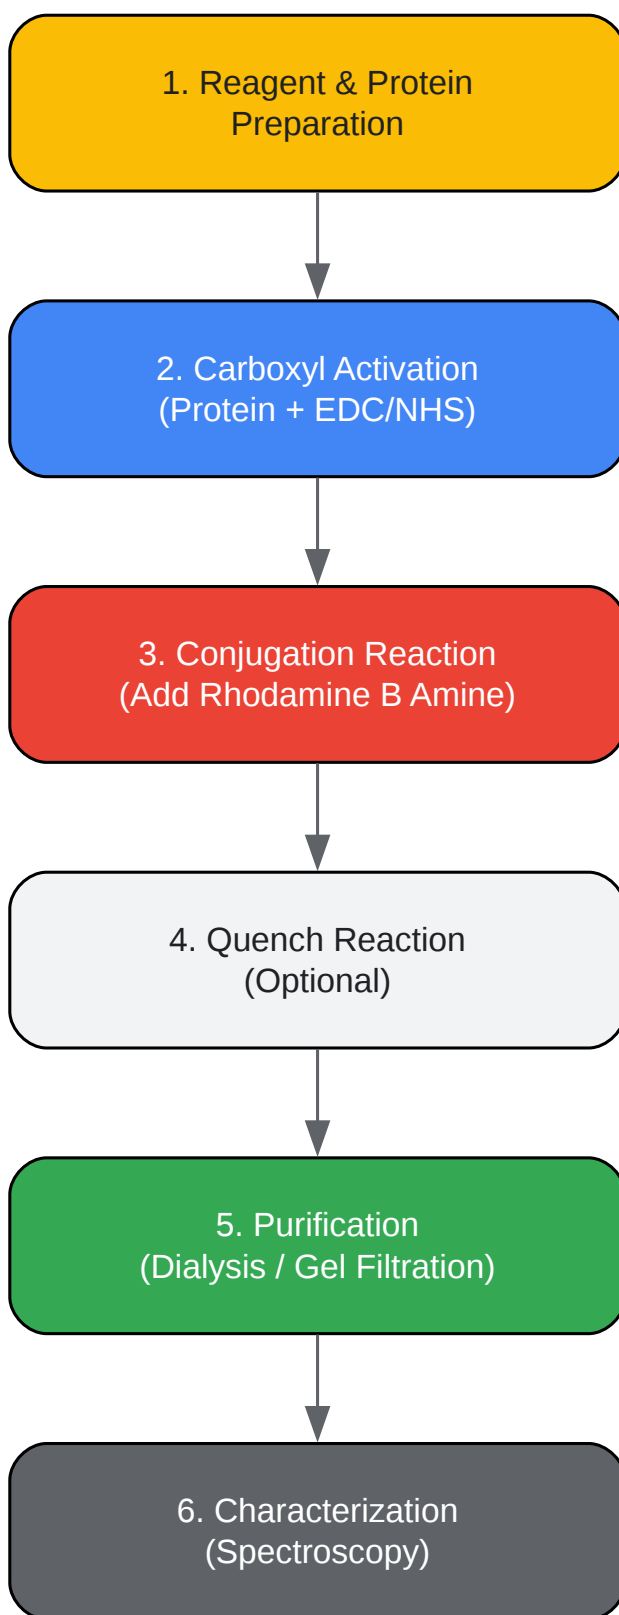 1. Reagent & Protein
Preparation
2. Carboxyl Activation
(Protein + EDC/NHS)
3. Conjugation Reaction
(Add Rhodamine B Amine)
4. Quench Reaction
(Optional)
5. Purification
(Dialysis / Gel Filtration)
6. Characterization
(Spectroscopy)